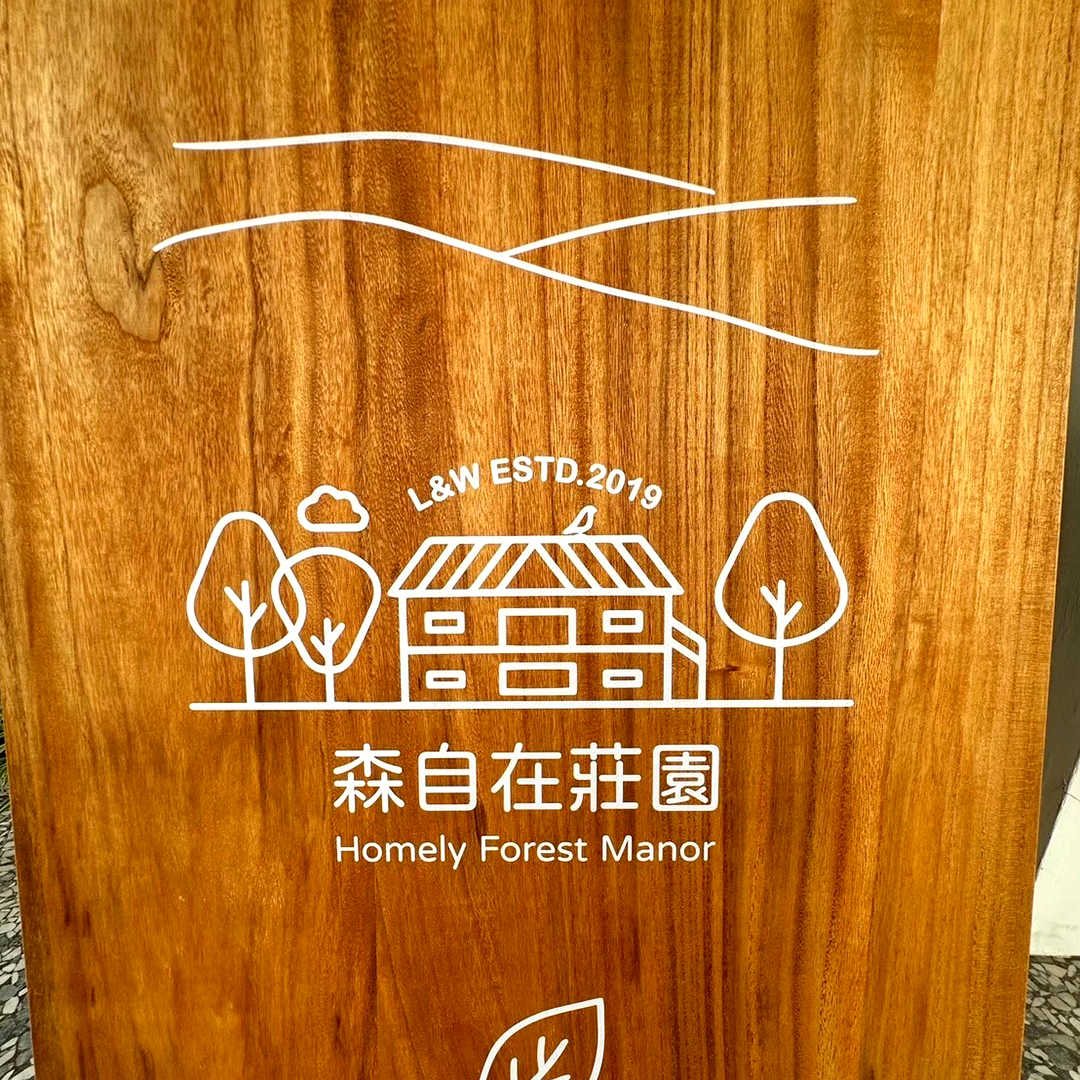 L&W ESTD.2019
森自在莊園
Homely Forest Manor